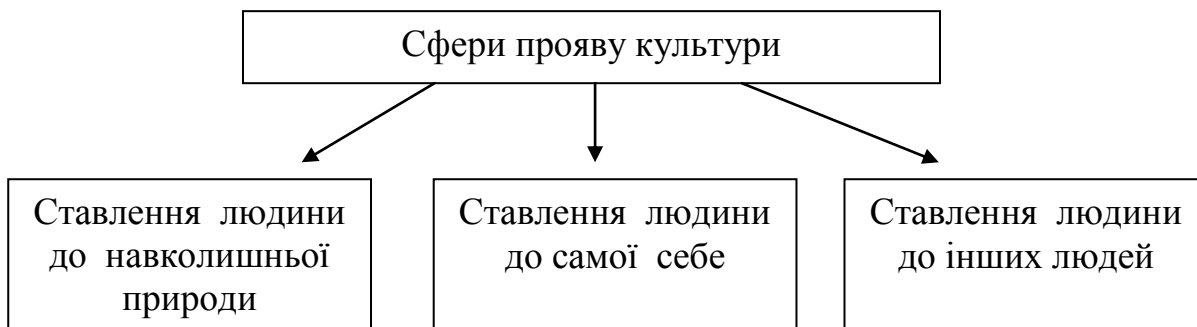 Сфери прояву культури
Ставлення людини
до навколишньої
природи
Ставлення людини
до самої себе
Ставлення людини
до інших людей